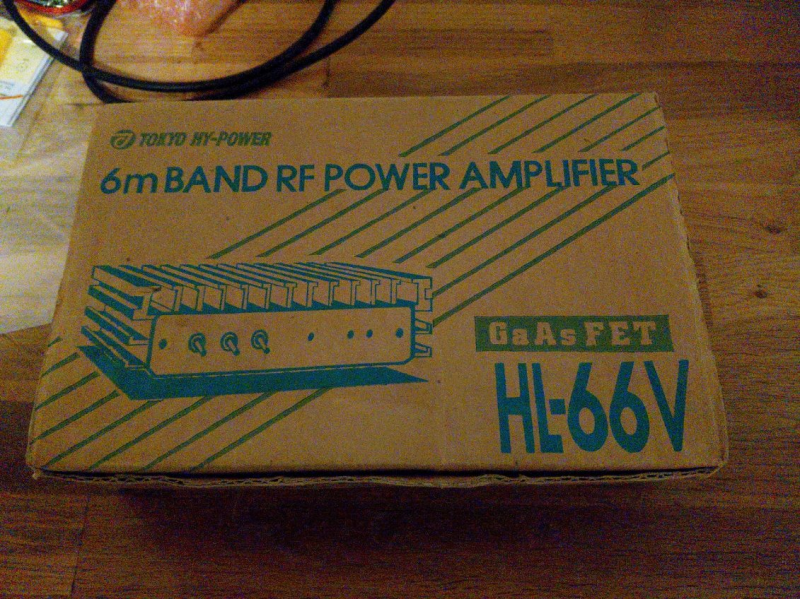 TOKYO HY-POWER
6m BAND RF POWER AMPLIFIER
GaAsFET
HL-66V